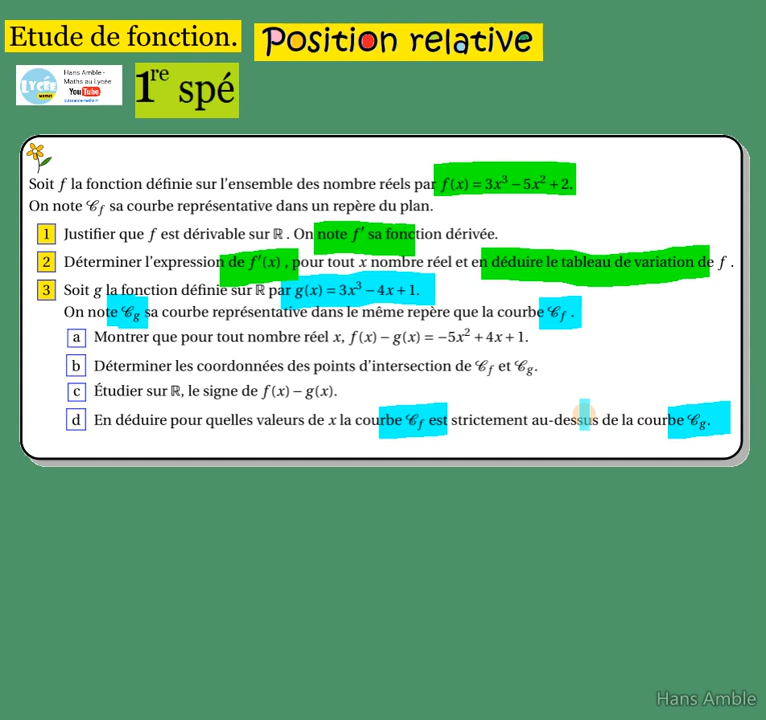 Etude de fonction. Position relative
Hans Amble -
Maths au Lycée
YouTube
LYCÉE
1re spé
Soit f la fonction définie sur l'ensemble des nombre réels par f(x) = 3x³ − 5x² + 2.
On note 𝒞f sa courbe représentative dans un repère du plan.
1 Justifier que f est dérivable sur ℝ. On note f′ sa fonction dérivée.
2 Déterminer l'expression de f′(x), pour tout x nombre réel et en déduire le tableau de variation de f.
3 Soit g la fonction définie sur ℝ par g(x) = 3x³ − 4x + 1.
On note 𝒞g sa courbe représentative dans le même repère que la courbe 𝒞f.
a Montrer que pour tout nombre réel x, f(x) − g(x) = −5x² + 4x + 1.
b Déterminer les coordonnées des points d'intersection de 𝒞f et 𝒞g.
c Étudier sur ℝ, le signe de f(x) − g(x).
d En déduire pour quelles valeurs de x la courbe 𝒞f est strictement au-dessus de la courbe 𝒞g.
Hans Amble